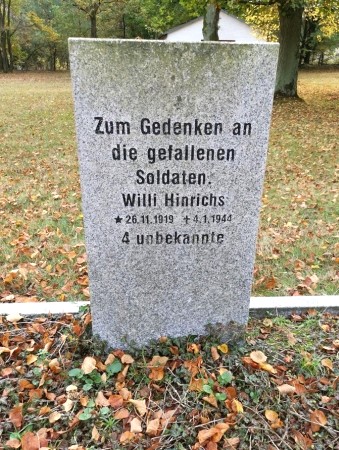 Zum Gedenken an
die gefallenen
Soldaten.
Willi Hinrichs
★ 26.11.1919 + 4.1.1944
4 unbekannte